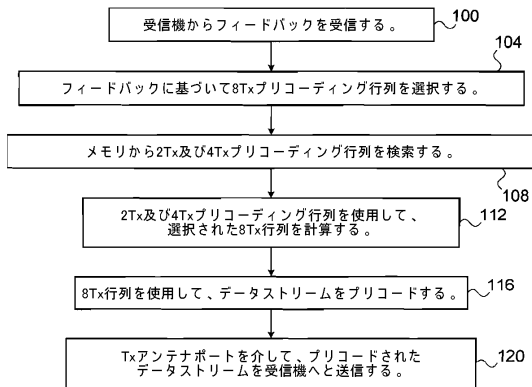 受信機からフィードバックを受信する。
100
104
フィードバックに基づいて8Txプリコーディング行列を選択する。
メモリから2Tx及び4Txプリコーディング行列を検索する。
108
2Tx及び4Txプリコーディング行列を使用して、
選択された8Tx行列を計算する。
112
8Tx行列を使用して、データストリームをプリコードする。
116
Txアンテナポートを介して、プリコードされた
データストリームを受信機へと送信する。
120